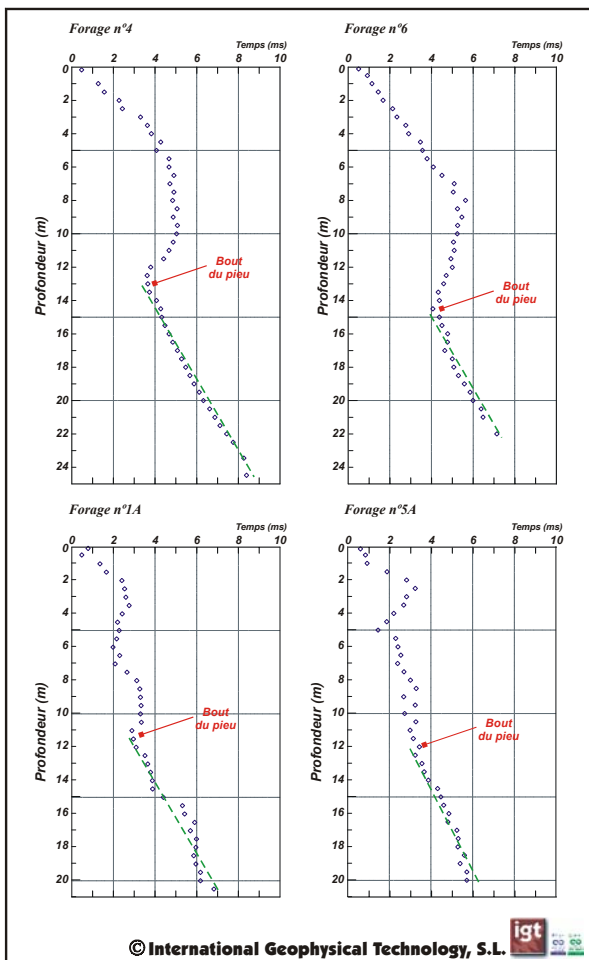 Forage nº4
Forage nº6
Temps (ms)
Temps (ms)
0 2 4 6 8 10
0 2 4 6 8 10
0
2
4
6
8
10
12
14
16
18
20
22
24
Profondeur (m)
Bout
du pieu
0
2
4
6
8
10
12
14
16
18
20
22
24
Profondeur (m)
Bout
du pieu
Forage nº1A
Forage nº5A
Temps (ms)
Temps (ms)
0 2 4 6 8 10
0 2 4 6 8 10
0
2
4
6
8
10
12
14
16
18
20
Profondeur (m)
Bout
du pieu
0
2
4
6
8
10
12
14
16
18
20
Profondeur (m)
Bout
du pieu
© International Geophysical Technology, S.L.
igt